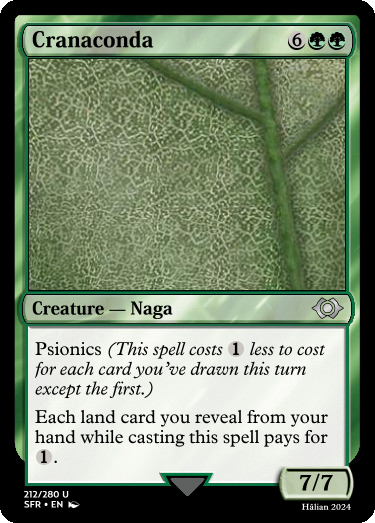 Cranaconda 6
Creature — Naga
Psionics (This spell costs 1 less to cost
for each card you've drawn this turn
except the first.)
Each land card you reveal from your
hand while casting this spell pays for
1.
7/7
212/280 U
SFR • EN
Hālian 2024